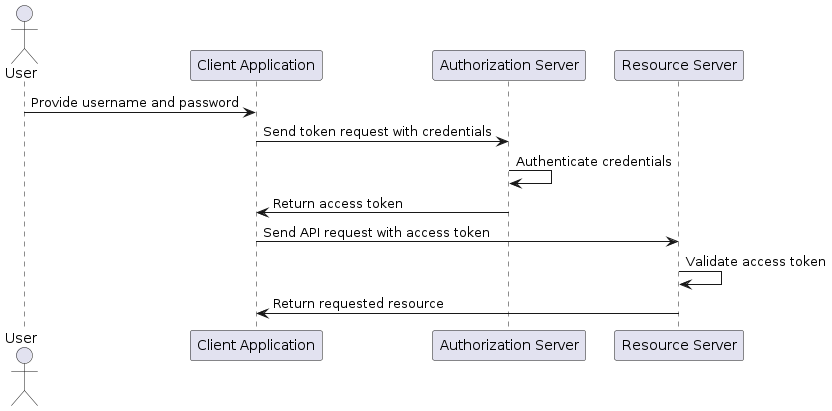 User
Client Application
Authorization Server
Resource Server
Provide username and password
Send token request with credentials
Authenticate credentials
Return access token
Send API request with access token
Validate access token
Return requested resource
User
Client Application
Authorization Server
Resource Server